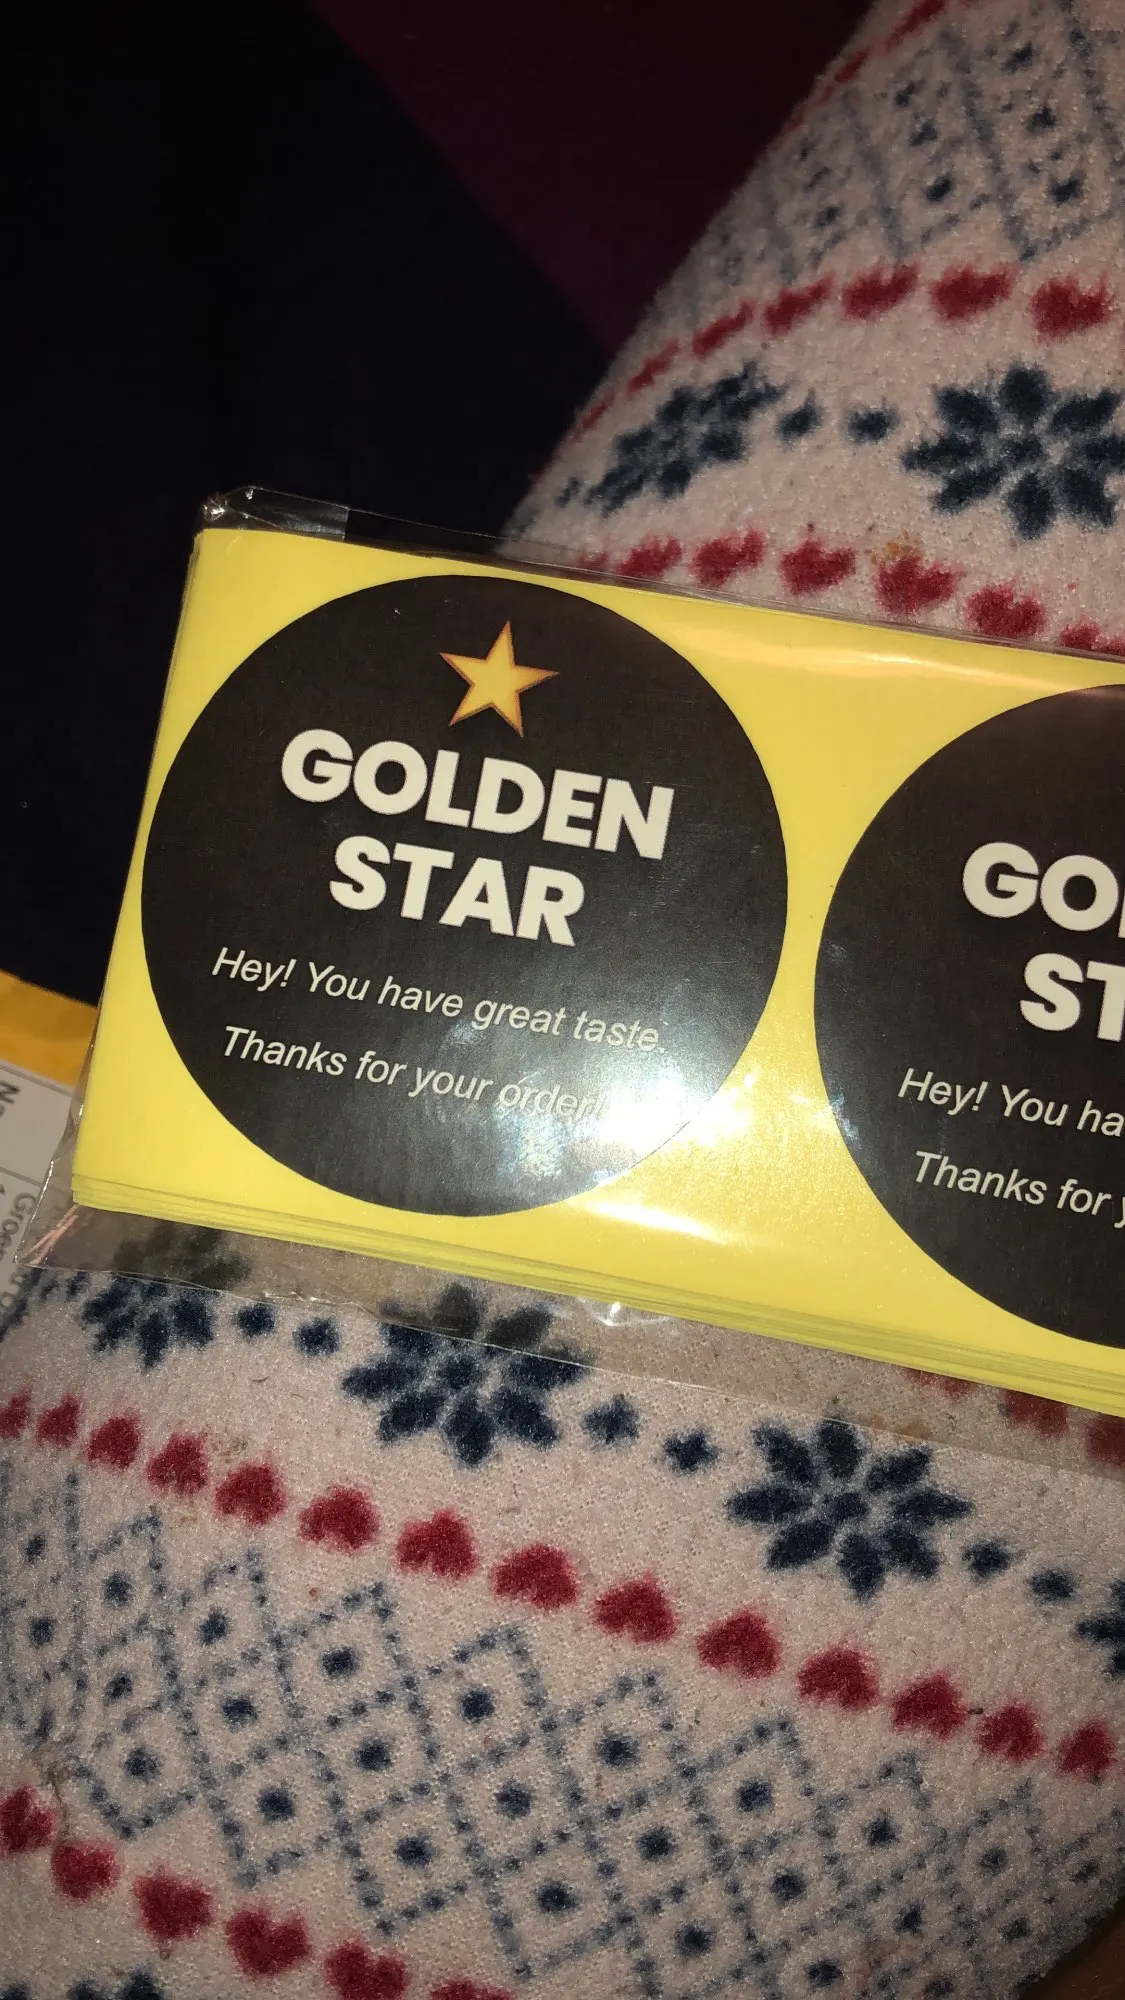 GOLDEN
STAR
Hey! You have great taste.
Thanks for your order!
GO
ST
Hey! You ha
Thanks for